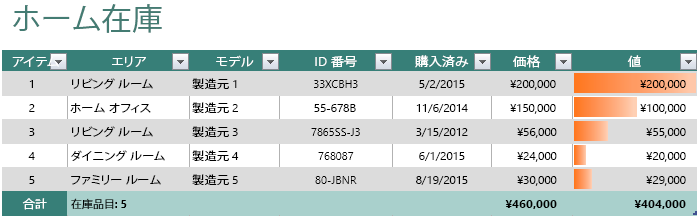 ホーム在庫
アイテム エリア モデル ID 番号 購入済み 価格 値
1 リビング ルーム 製造元 1 33XCBH3 5/2/2015 ¥200,000 ¥200,000
2 ホーム オフィス 製造元 2 55-678B 11/6/2014 ¥150,000 ¥100,000
3 リビング ルーム 製造元 3 7865SS-J3 3/15/2012 ¥56,000 ¥55,000
4 ダイニング ルーム 製造元 4 768087 6/1/2015 ¥24,000 ¥20,000
5 ファミリー ルーム 製造元 5 80-JBNR 8/19/2015 ¥30,000 ¥29,000
合計 在庫品目: 5 ¥460,000 ¥404,000